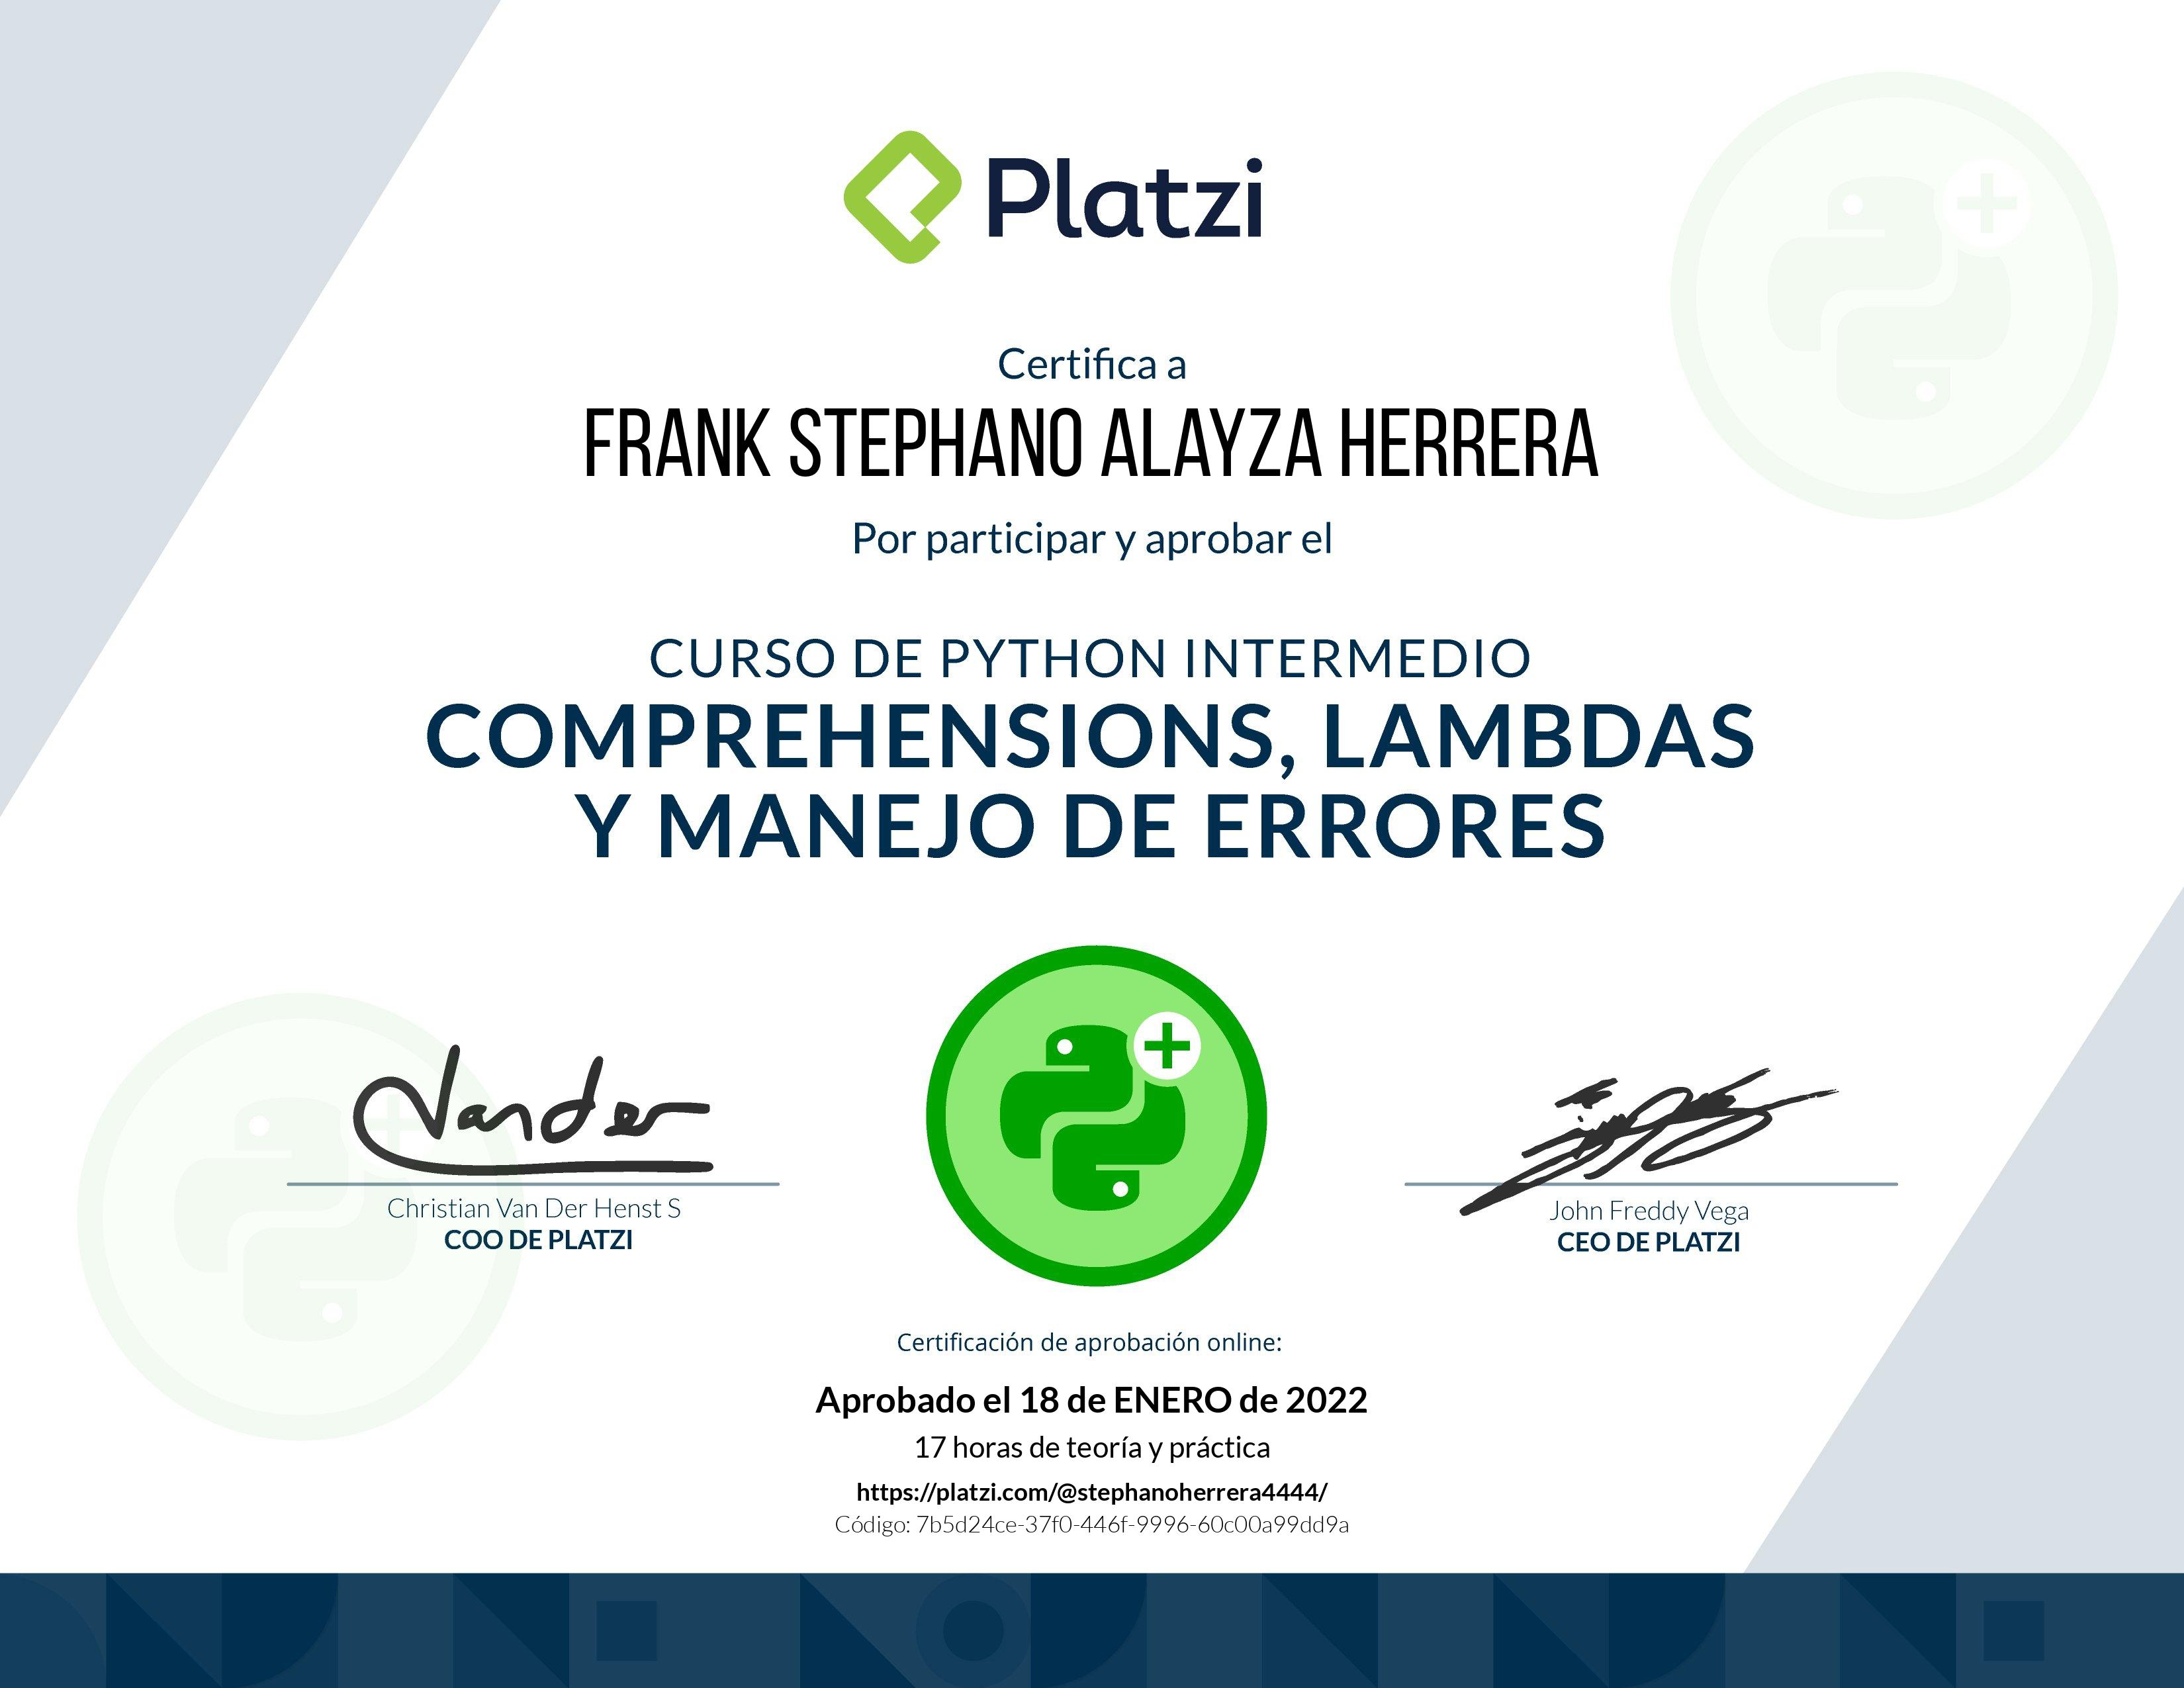 Platzi
Certifica a
FRANK STEPHANO ALAYZA HERRERA
Por participar y aprobar el
CURSO DE PYTHON INTERMEDIO
COMPREHENSIONS, LAMBDAS
Y MANEJO DE ERRORES
Vander
Christian Van Der Henst S
COO DE PLATZI
John Freddy Vega
CEO DE PLATZI
Certificación de aprobación online:
Aprobado el 18 de ENERO de 2022
17 horas de teoría y práctica
https://platzi.com/@stephanoherrera4444/
Código: 7b5d24ce-37f0-446f-9996-60c00a99dd9a